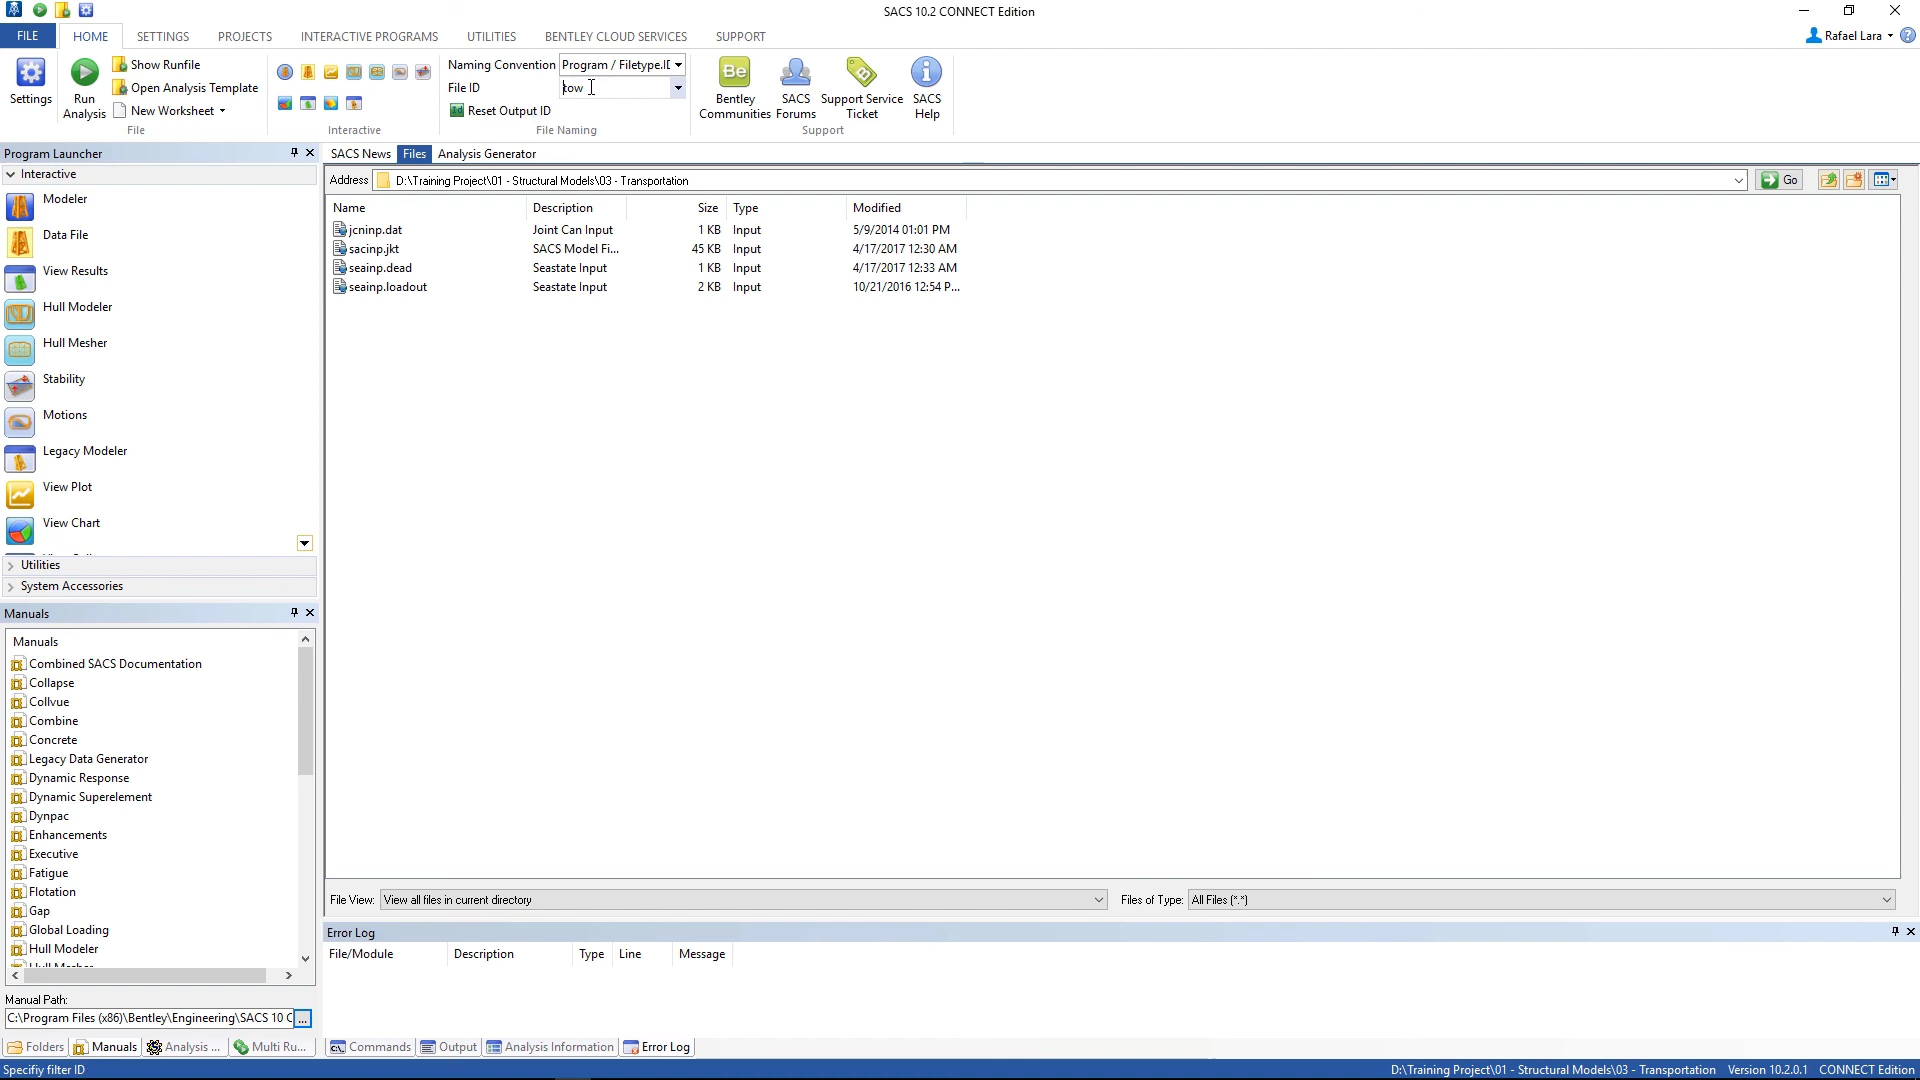 SACS 10.2 CONNECT Edition
FILE HOME SETTINGS PROJECTS INTERACTIVE PROGRAMS UTILITIES BENTLEY CLOUD SERVICES SUPPORT
Rafael Lara
Settings
Run Analysis
Show Runfile
Open Analysis Template
New Worksheet
File
Interactive
Naming Convention Program / Filetype.ID
File ID tow
Reset Output ID
File Naming
Be
Bentley Communities
SACS Forums
Support Service Ticket
SACS Help
Support
Program Launcher
Interactive
Modeler
Data File
View Results
Hull Modeler
Hull Mesher
Stability
Motions
Legacy Modeler
View Plot
View Chart
Utilities
System Accessories
Manuals
Manuals
Combined SACS Documentation
Collapse
Collvue
Combine
Concrete
Legacy Data Generator
Dynamic Response
Dynamic Superelement
Dynpac
Enhancements
Executive
Fatigue
Flotation
Gap
Global Loading
Hull Modeler
Manual Path:
C:\Program Files (x86)\Bentley\Engineering\SACS 10 C ...
Folders Manuals Analysis ... Multi Ru...
SACS News Files Analysis Generator
Address D:\Training Project\01 - Structural Models\03 - Transportation Go
Name Description Size Type Modified
jcninp.dat Joint Can Input 1 KB Input 5/9/2014 01:01 PM
sacinp.jkt SACS Model Fi... 45 KB Input 4/17/2017 12:30 AM
seainp.dead Seastate Input 1 KB Input 4/17/2017 12:33 AM
seainp.loadout Seastate Input 2 KB Input 10/21/2016 12:54 P...
File View: View all files in current directory Files of Type: All Files (*.*)
Error Log
File/Module Description Type Line Message
Commands Output Analysis Information Error Log
Specifiy filter ID D:\Training Project\01 - Structural Models\03 - Transportation Version 10.2.0.1 CONNECT Edition